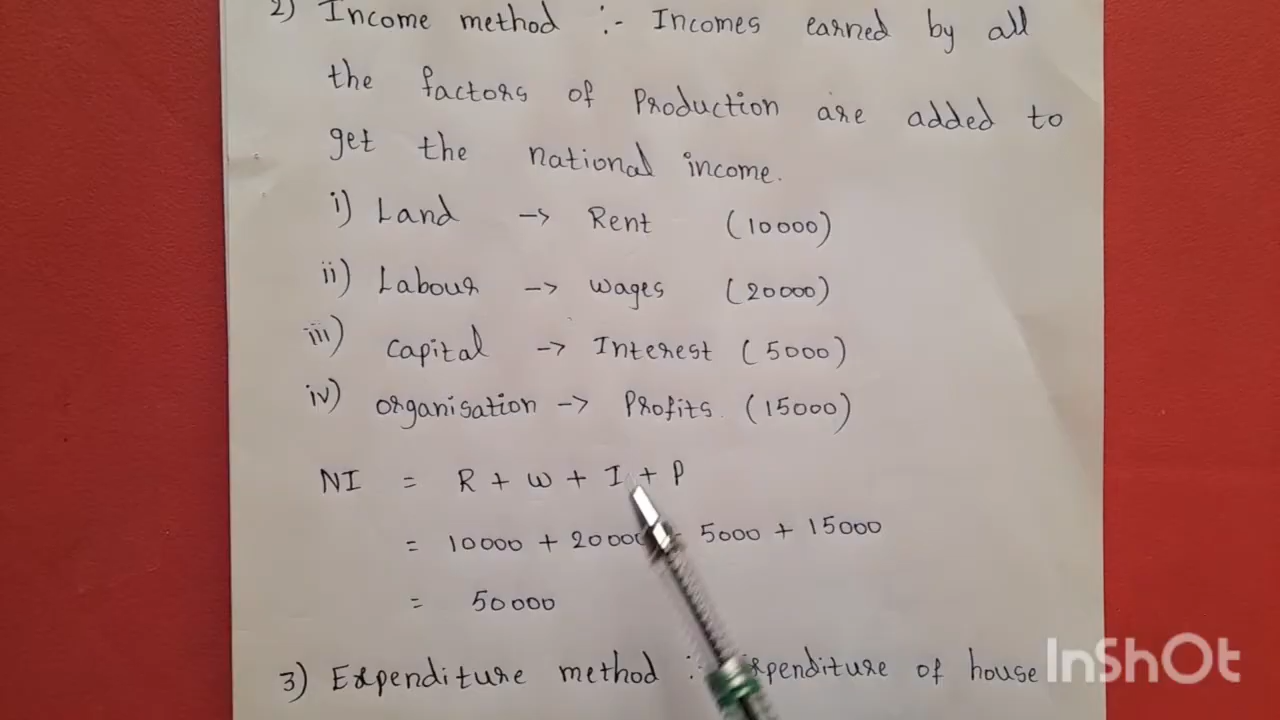 2) Income method :- Incomes earned by all
the factors of Production are added to
get the national income.
i) Land -> Rent (10000)
ii) Labour -> Wages (20000)
iii) Capital -> Interest (5000)
iv) Organisation -> Profits. (15000)
NI = R + W + I + P
= 10000 + 20000 + 5000 + 15000
= 50000
3) Expenditure method : of house
InShOt